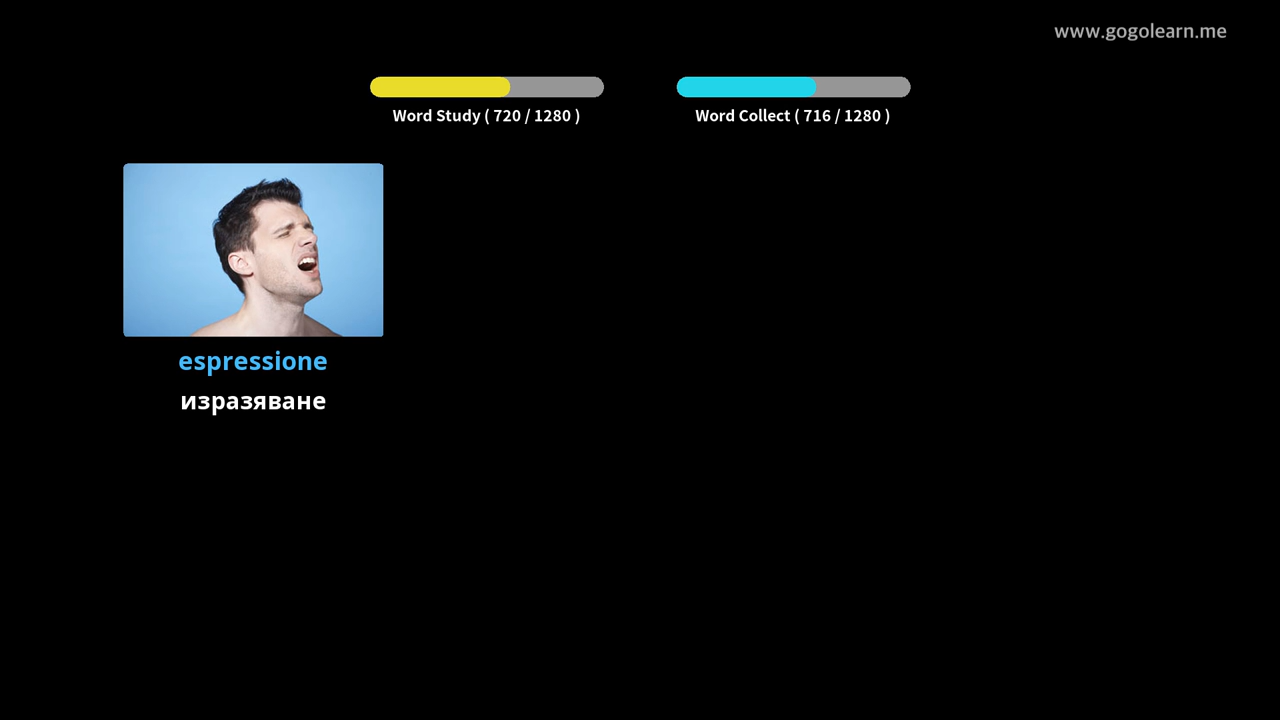 www.gogolearn.me
Word Study ( 720 / 1280 )
Word Collect ( 716 / 1280 )
espressione
изразяване